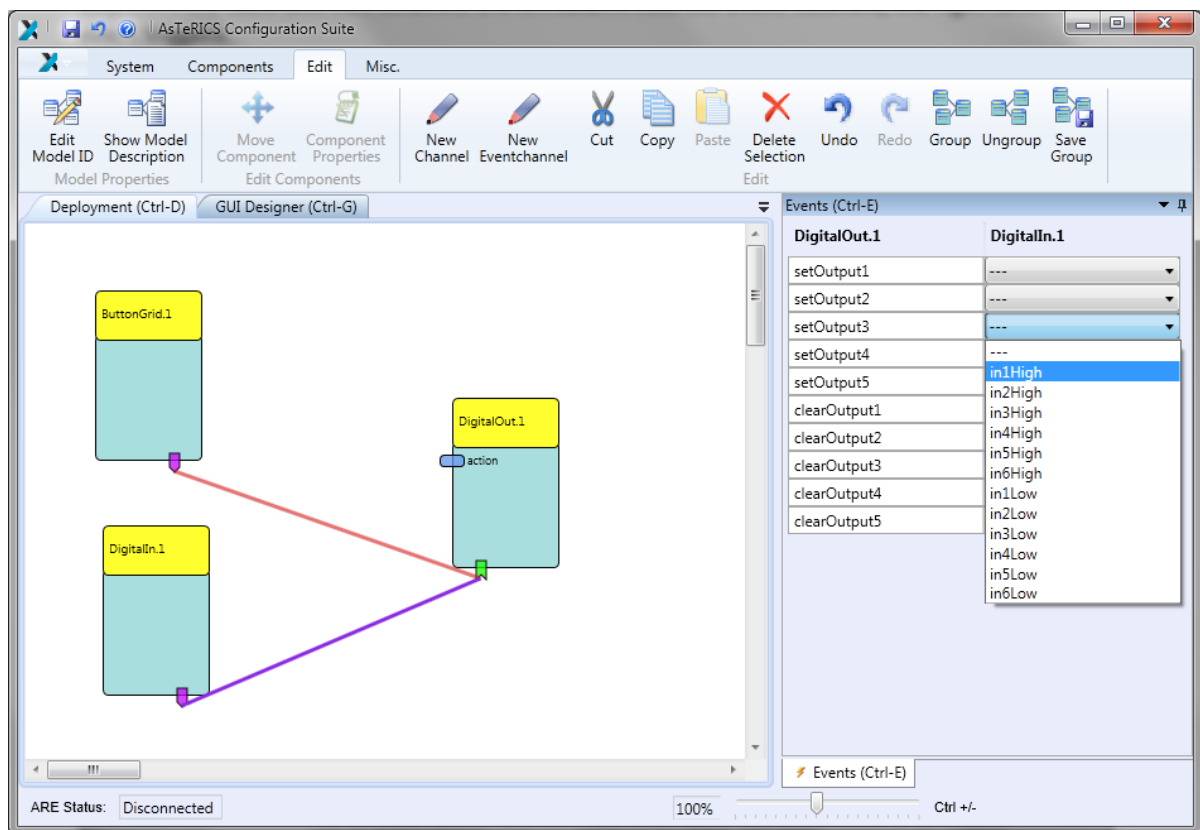 AsTeRICS Configuration Suite
System Components Edit Misc.
Edit Model ID
Show Model Description
Model Properties
Move Component
Component Properties
Edit Components
New Channel
New Eventchannel
Cut
Copy
Paste
Delete Selection
Undo
Redo
Group
Ungroup
Save Group
Edit
Deployment (Ctrl-D)
GUI Designer (Ctrl-G)
ButtonGrid.1
DigitalOut.1
action
DigitalIn.1
Events (Ctrl-E)
DigitalOut.1 DigitalIn.1
setOutput1 ---
setOutput2 ---
setOutput3 ---
setOutput4
setOutput5
clearOutput1
clearOutput2
clearOutput3
clearOutput4
clearOutput5
---
in1High
in2High
in3High
in4High
in5High
in6High
in1Low
in2Low
in3Low
in4Low
in5Low
in6Low
Events (Ctrl-E)
ARE Status: Disconnected
100%
Ctrl +/-